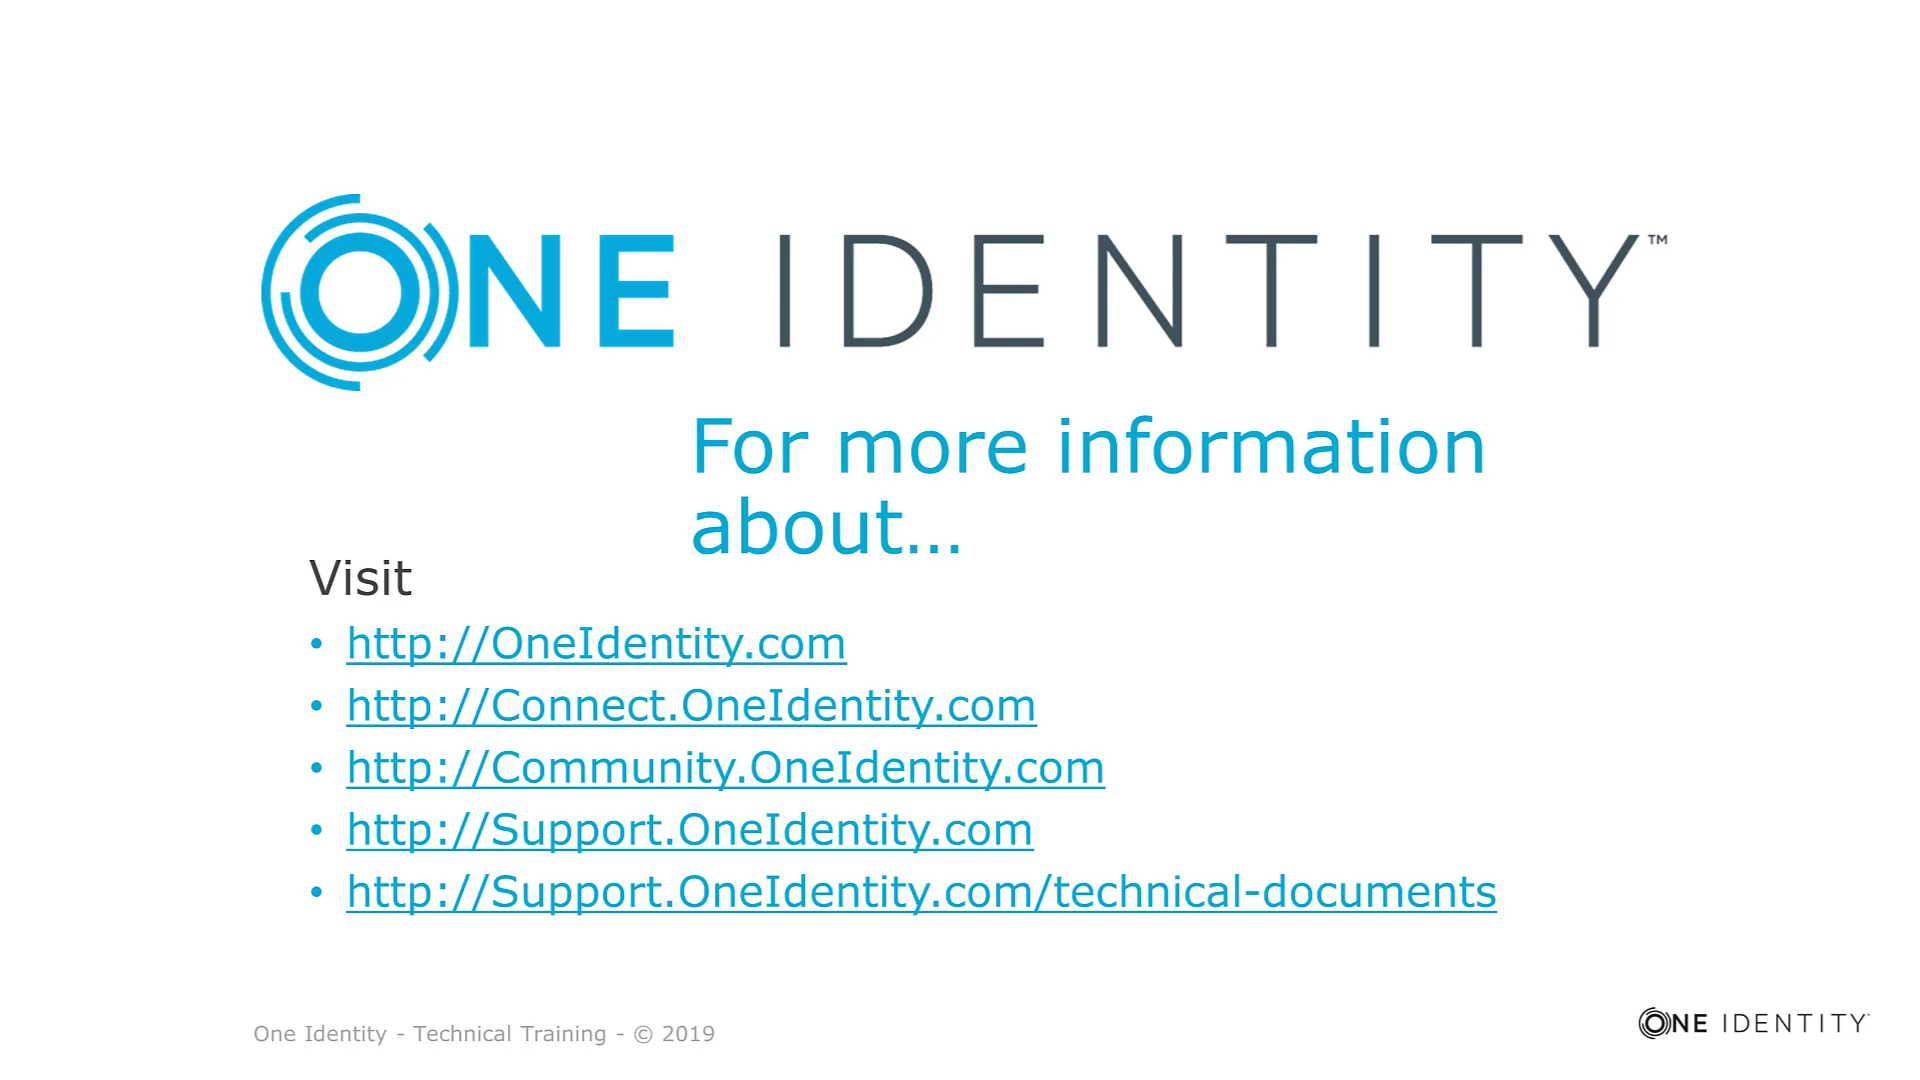 ONE IDENTITY™
For more information
about...
Visit
• http://OneIdentity.com
• http://Connect.OneIdentity.com
• http://Community.OneIdentity.com
• http://Support.OneIdentity.com
• http://Support.OneIdentity.com/technical-documents
One Identity - Technical Training - © 2019
ONE IDENTITY™